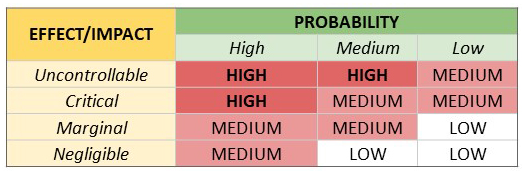 EFFECT/IMPACT PROBABILITY
High Medium Low
Uncontrollable HIGH HIGH MEDIUM
Critical HIGH MEDIUM MEDIUM
Marginal MEDIUM MEDIUM LOW
Negligible MEDIUM LOW LOW